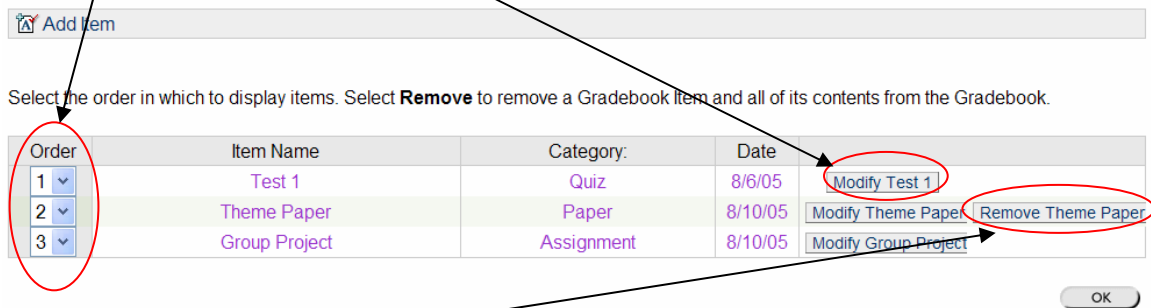 Add Item
Select the order in which to display items. Select Remove to remove a Gradebook Item and all of its contents from the Gradebook.
Order Item Name Category: Date
1 Test 1 Quiz 8/6/05 Modify Test 1
2 Theme Paper Paper 8/10/05 Modify Theme Paper Remove Theme Paper
3 Group Project Assignment 8/10/05 Modify Group Project
OK